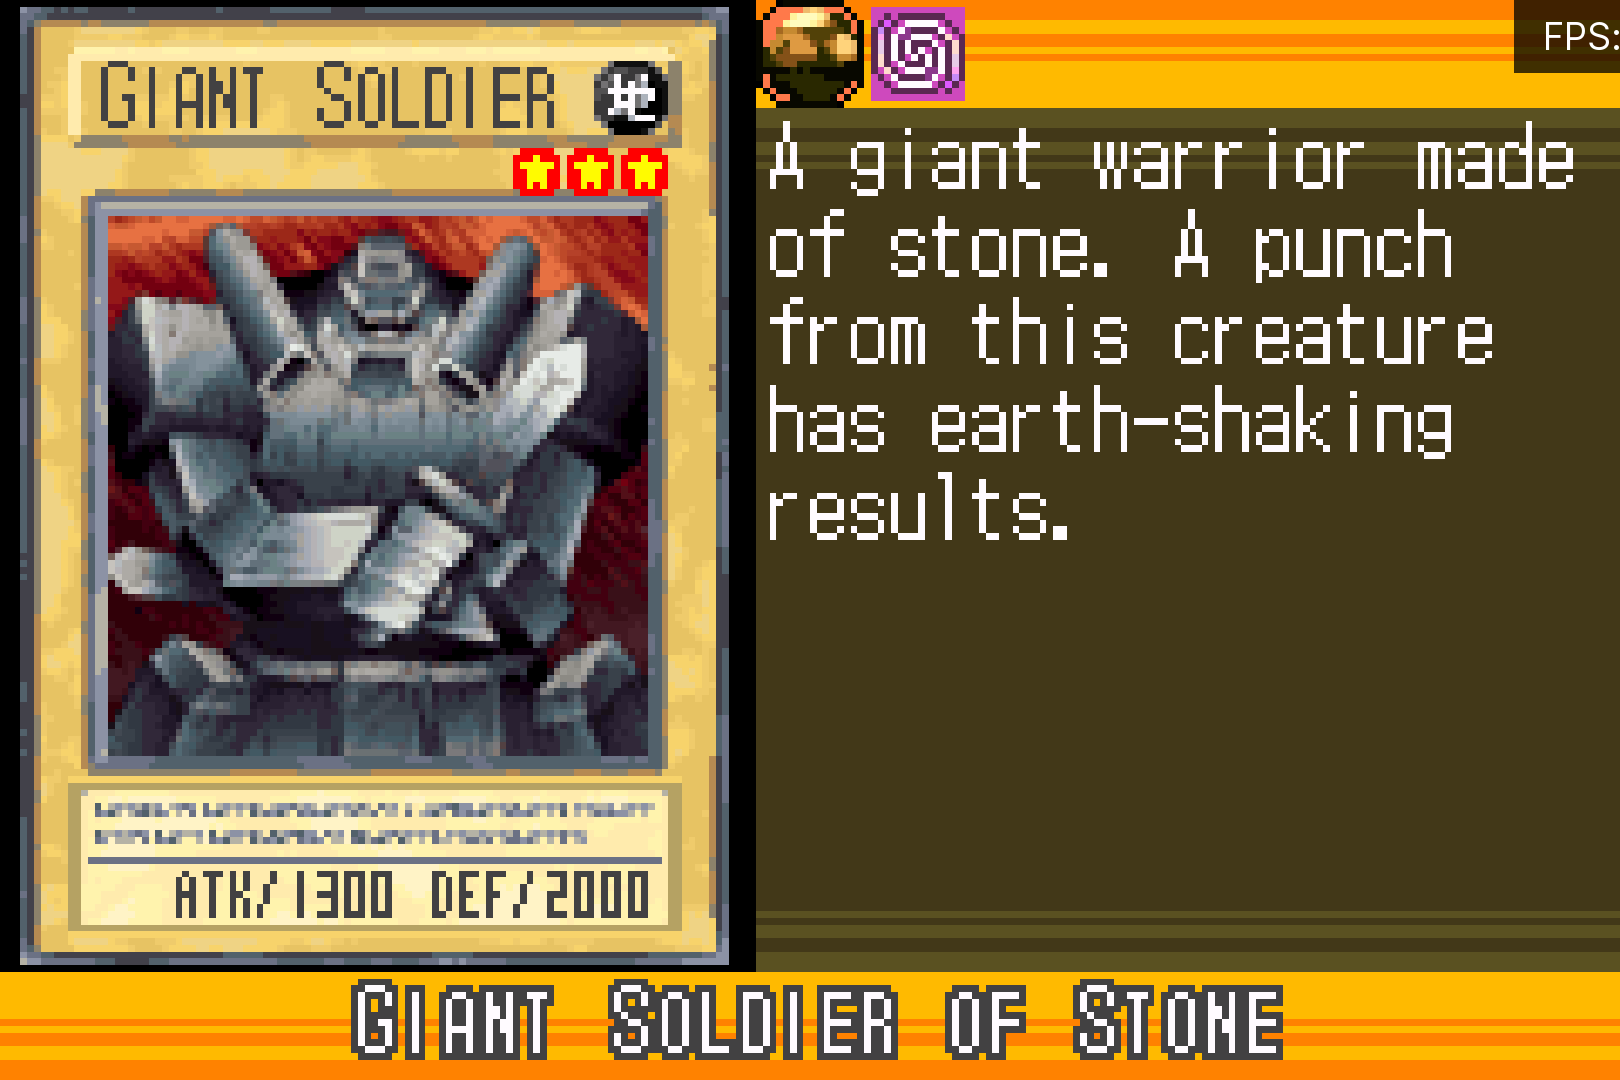 GIANT SOLDIER
ATK/1300 DEF/2000
FPS:
A giant warrior made
of stone. A punch
from this creature
has earth-shaking
results.
GIANT SOLDIER OF STONE